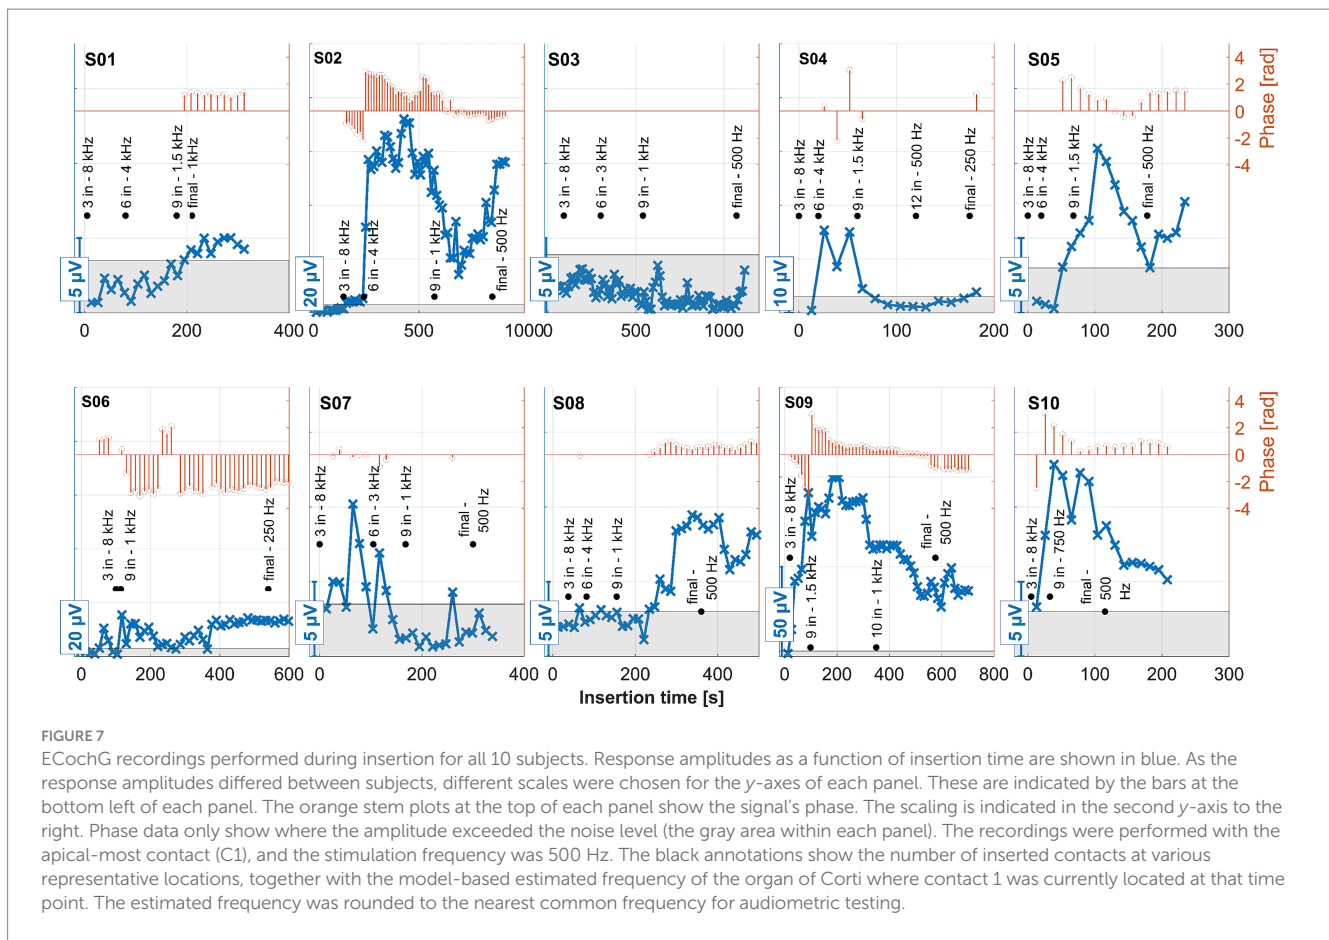 S01
S02
S03
S04
S05
3 in - 8 kHz
6 in - 4 kHz
9 in - 1.5 kHz
final - 1kHz
3 in - 8 kHz
6 in - 4 kHz
9 in - 1 kHz
final - 500 Hz
3 in - 8 kHz
6 in - 3 kHz
9 in - 1 kHz
final - 500 Hz
3 in - 8 kHz
6 in - 4 kHz
9 in - 1.5 kHz
12 in - 500 Hz
final - 250 Hz
3 in - 8 kHz
6 in - 4 kHz
9 in - 1.5 kHz
final - 500 Hz
4
2
0
-2
-4
Phase [rad]
5 µV
20 µV
5 µV
10 µV
5 µV
0 200 400
0 500 1000
0 500 1000
0 100 200
0 100 200 300
S06
S07
S08
S09
S10
3 in - 8 kHz
9 in - 1 kHz
final - 250 Hz
3 in - 8 kHz
6 in - 3 kHz
9 in - 1 kHz
final -
500 Hz
3 in - 8 kHz
6 in - 4 kHz
9 in - 1 kHz
final -
500 Hz
3 in - 8 kHz
9 in - 1.5 kHz
10 in - 1 kHz
final -
500 Hz
3 in - 8 kHz
9 in - 750 Hz
final -
500
Hz
4
2
0
-2
-4
Phase [rad]
20 µV
5 µV
5 µV
50 µV
5 µV
0 200 400 600
0 200 400
0 200 400
0 200 400 600 800
0 100 200 300
Insertion time [s]
FIGURE 7
ECochG recordings performed during insertion for all 10 subjects. Response amplitudes as a function of insertion time are shown in blue. As the
response amplitudes differed between subjects, different scales were chosen for the y-axes of each panel. These are indicated by the bars at the
bottom left of each panel. The orange stem plots at the top of each panel show the signal's phase. The scaling is indicated in the second y-axis to the
right. Phase data only show where the amplitude exceeded the noise level (the gray area within each panel). The recordings were performed with the
apical-most contact (C1), and the stimulation frequency was 500 Hz. The black annotations show the number of inserted contacts at various
representative locations, together with the model-based estimated frequency of the organ of Corti where contact 1 was currently located at that time
point. The estimated frequency was rounded to the nearest common frequency for audiometric testing.